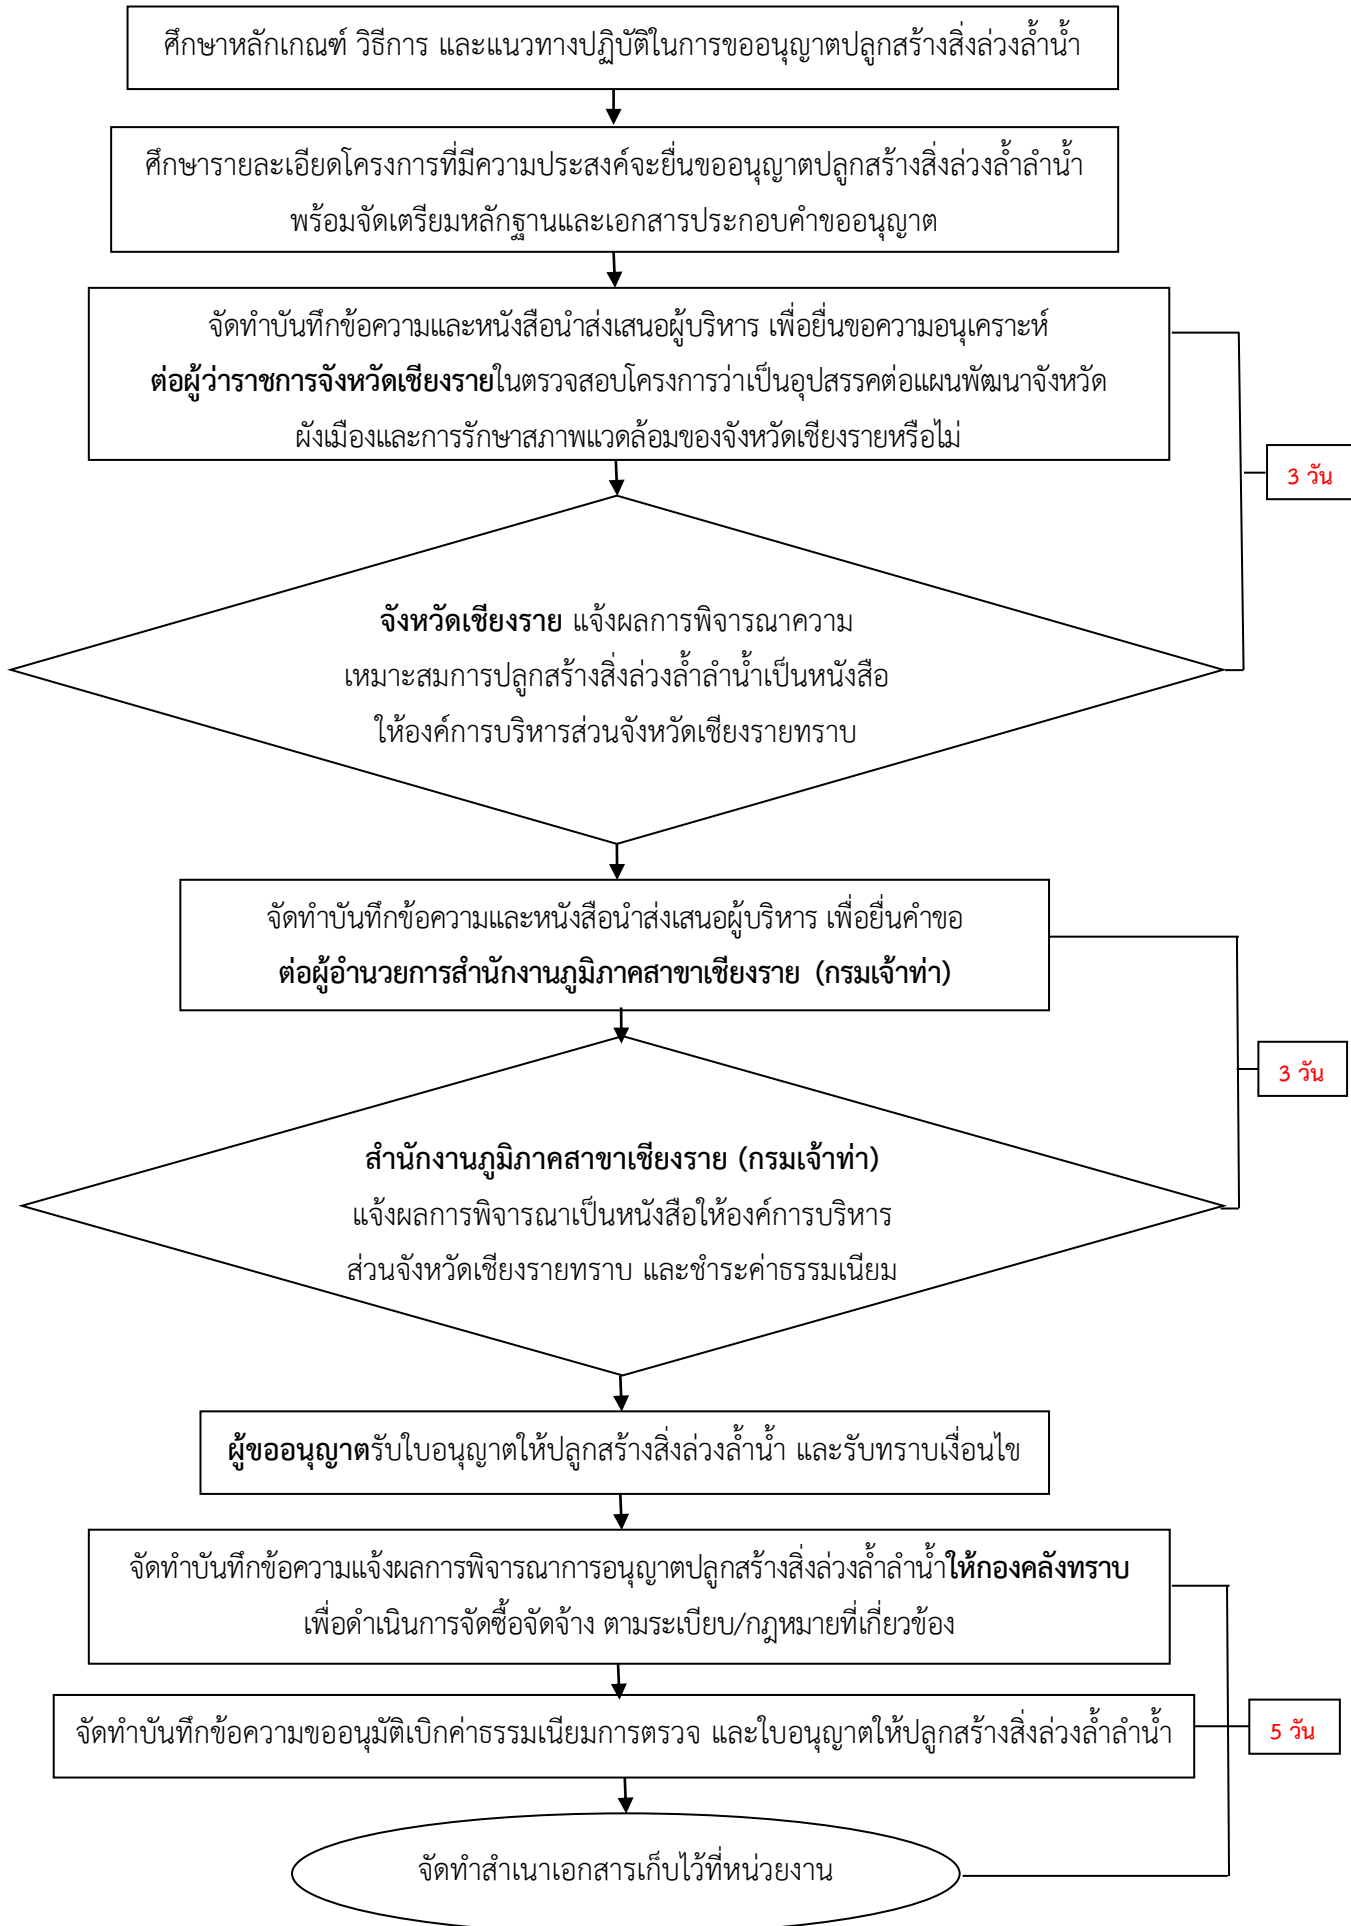 ศึกษาหลักเกณฑ์ วิธีการ และแนวทางปฏิบัติในการขออนุญาตปลูกสร้างสิ่งล่วงล้ำน้ำ
ศึกษารายละเอียดโครงการที่มีความประสงค์จะยื่นขออนุญาตปลูกสร้างสิ่งล่วงล้ำลำน้ำ
พร้อมจัดเตรียมหลักฐานและเอกสารประกอบคำขออนุญาต
จัดทำบันทึกข้อความและหนังสือนำส่งเสนอผู้บริหาร เพื่อยื่นขอความอนุเคราะห์
ต่อผู้ว่าราชการจังหวัดเชียงรายในตรวจสอบโครงการว่าเป็นอุปสรรคต่อแผนพัฒนาจังหวัด
ผังเมืองและการรักษาสภาพแวดล้อมของจังหวัดเชียงรายหรือไม่
3 วัน
จังหวัดเชียงราย แจ้งผลการพิจารณาความ
เหมาะสมการปลูกสร้างสิ่งล่วงล้ำลำน้ำเป็นหนังสือ
ให้องค์การบริหารส่วนจังหวัดเชียงรายทราบ
จัดทำบันทึกข้อความและหนังสือนำส่งเสนอผู้บริหาร เพื่อยื่นคำขอ
ต่อผู้อำนวยการสำนักงานภูมิภาคสาขาเชียงราย (กรมเจ้าท่า)
3 วัน
สำนักงานภูมิภาคสาขาเชียงราย (กรมเจ้าท่า)
แจ้งผลการพิจารณาเป็นหนังสือให้องค์การบริหาร
ส่วนจังหวัดเชียงรายทราบ และชำระค่าธรรมเนียม
ผู้ขออนุญาตรับใบอนุญาตให้ปลูกสร้างสิ่งล่วงล้ำน้ำ และรับทราบเงื่อนไข
จัดทำบันทึกข้อความแจ้งผลการพิจารณาการอนุญาตปลูกสร้างสิ่งล่วงล้ำลำน้ำให้กองคลังทราบ
เพื่อดำเนินการจัดซื้อจัดจ้าง ตามระเบียบ/กฎหมายที่เกี่ยวข้อง
จัดทำบันทึกข้อความขออนุมัติเบิกค่าธรรมเนียมการตรวจ และใบอนุญาตให้ปลูกสร้างสิ่งล่วงล้ำลำน้ำ
5 วัน
จัดทำสำเนาเอกสารเก็บไว้ที่หน่วยงาน